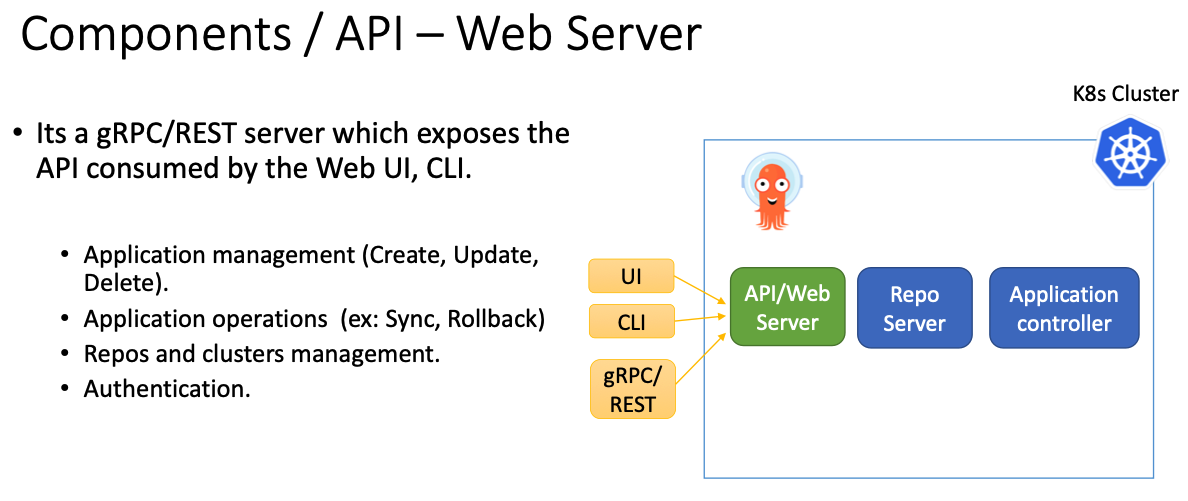 Components / API – Web Server
• Its a gRPC/REST server which exposes the
API consumed by the Web UI, CLI.
• Application management (Create, Update,
Delete).
• Application operations  (ex: Sync, Rollback)
• Repos and clusters management.
• Authentication.
K8s Cluster
UI
CLI
gRPC/
REST
API/Web
Server
Repo
Server
Application
controller